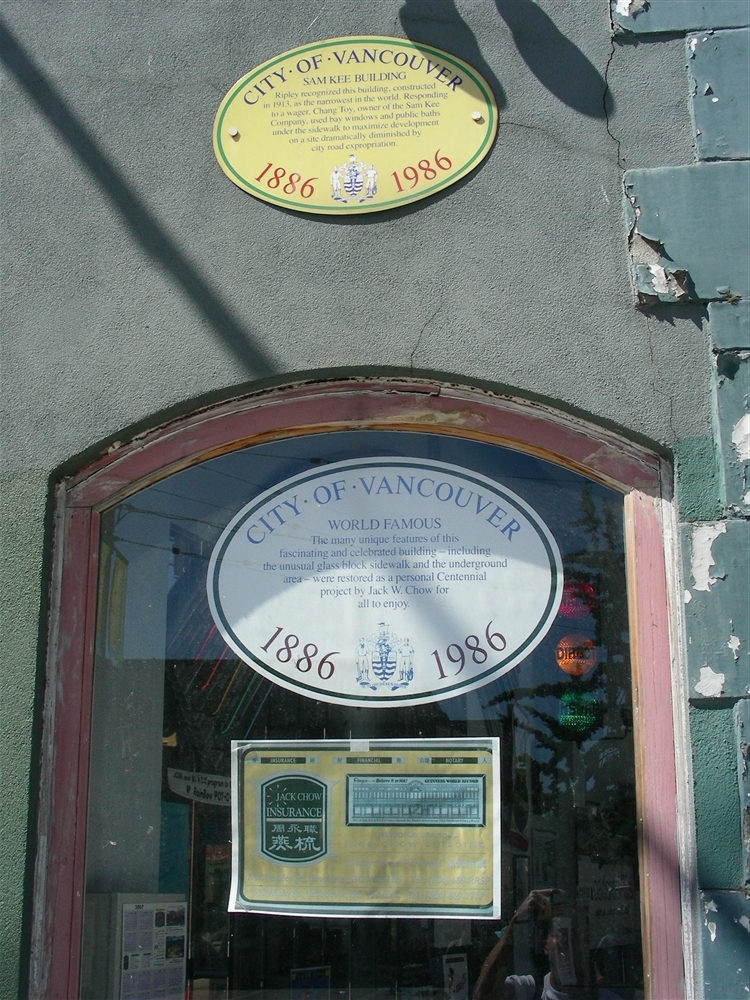 CITY·OF·VANCOUVER
SAM KEE BUILDING
Ripley recognized this building, constructed
in 1913, as the narrowest in the world. Responding
to a wager, Chang Toy, owner of the Sam Kee
Company, used bay windows and public baths
under the sidewalk to maximize development
on a site dramatically diminished by
city road expropriation.
1886 1986
CITY·OF·VANCOUVER
WORLD FAMOUS
The many unique features of this
fascinating and celebrated building – including
the unusual glass block sidewalk and the underground
area – were restored as a personal Centennial
project by Jack W. Chow for
all to enjoy.
1886 1986
INSURANCE FINANCIAL NOTARY
GUINNESS WORLD RECORD
JACK CHOW
INSURANCE